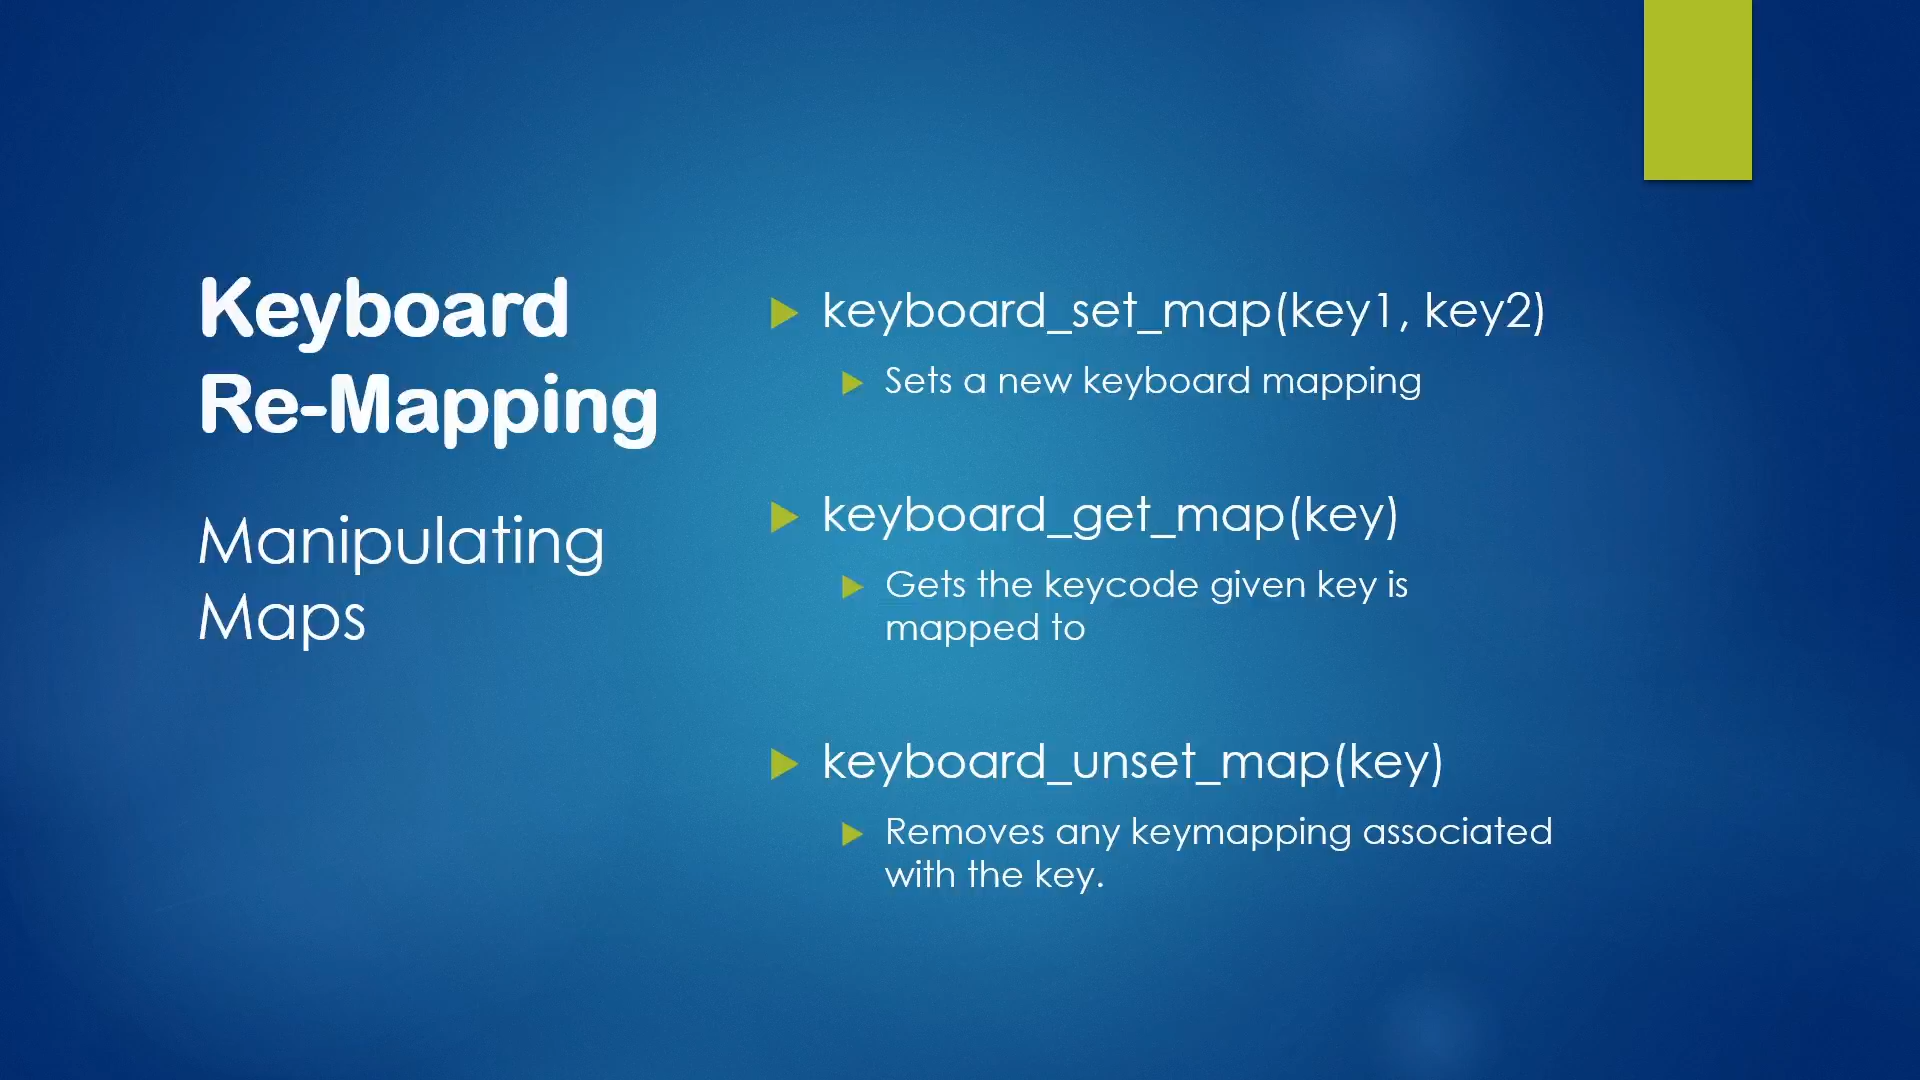 Keyboard
Re-Mapping
Manipulating
Maps
keyboard_set_map(key1, key2)
Sets a new keyboard mapping
keyboard_get_map(key)
Gets the keycode given key is
mapped to
keyboard_unset_map(key)
Removes any keymapping associated
with the key.